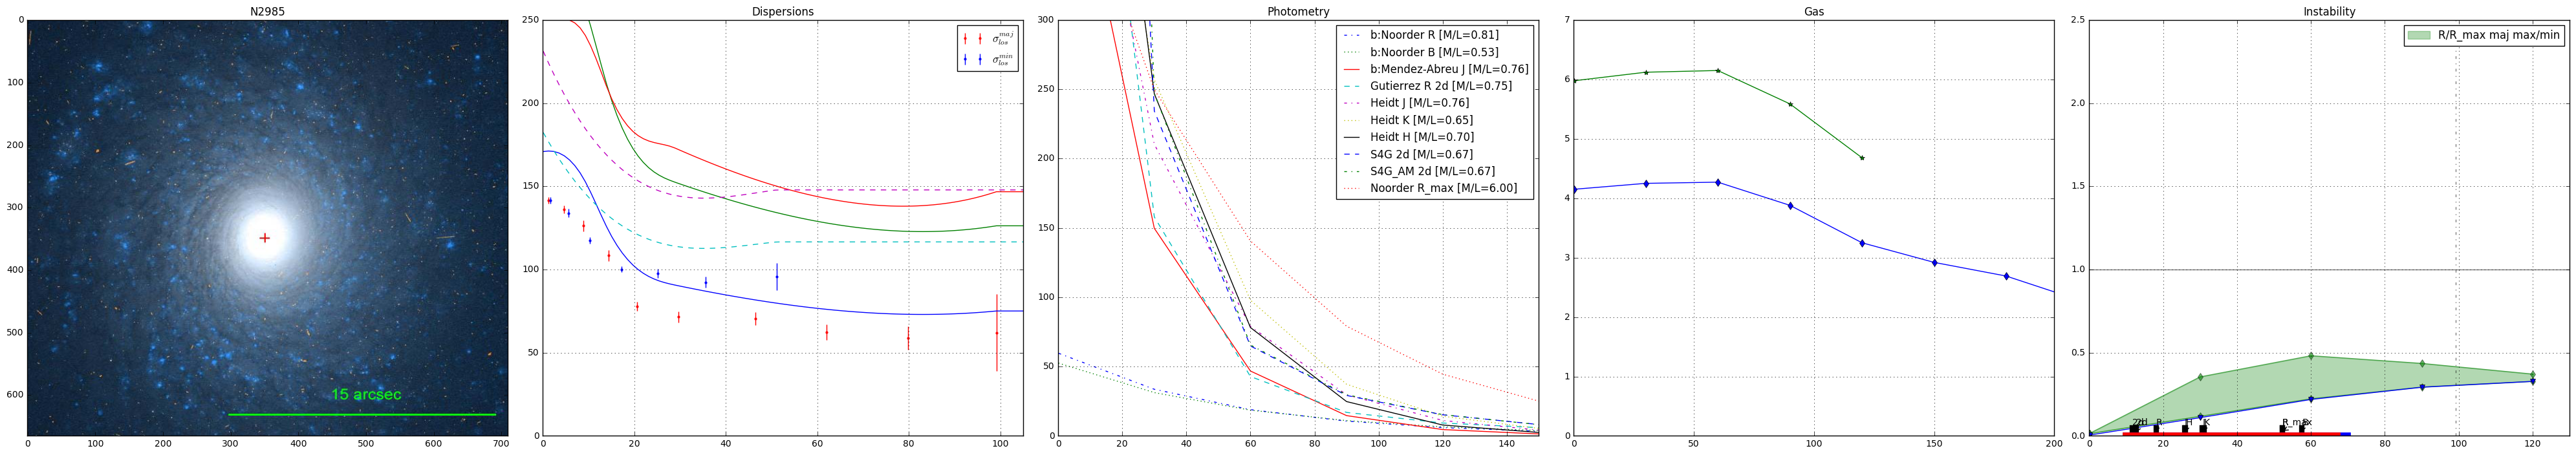 N2985
0
100
200
300
400
500
600
15 arcsec
0 100 200 300 400 500 600 700
Dispersions
250
200
150
100
50
0
σ_los^maj
σ_los^min
0 20 40 60 80 100
Photometry
300
250
200
150
100
50
0
b:Noorder R [M/L=0.81]
b:Noorder B [M/L=0.53]
b:Mendez-Abreu J [M/L=0.76]
Gutierrez R 2d [M/L=0.75]
Heidt J [M/L=0.76]
Heidt K [M/L=0.65]
Heidt H [M/L=0.70]
S4G 2d [M/L=0.67]
S4G_AM 2d [M/L=0.67]
Noorder R_max [M/L=6.00]
0 20 40 60 80 100 120 140
Gas
7
6
5
4
3
2
1
0
0 50 100 150 200
Instability
2.5
2.0
1.5
1.0
0.5
0.0
R/R_max maj max/min
R
H
K
R_max
0 20 40 60 80 100 120